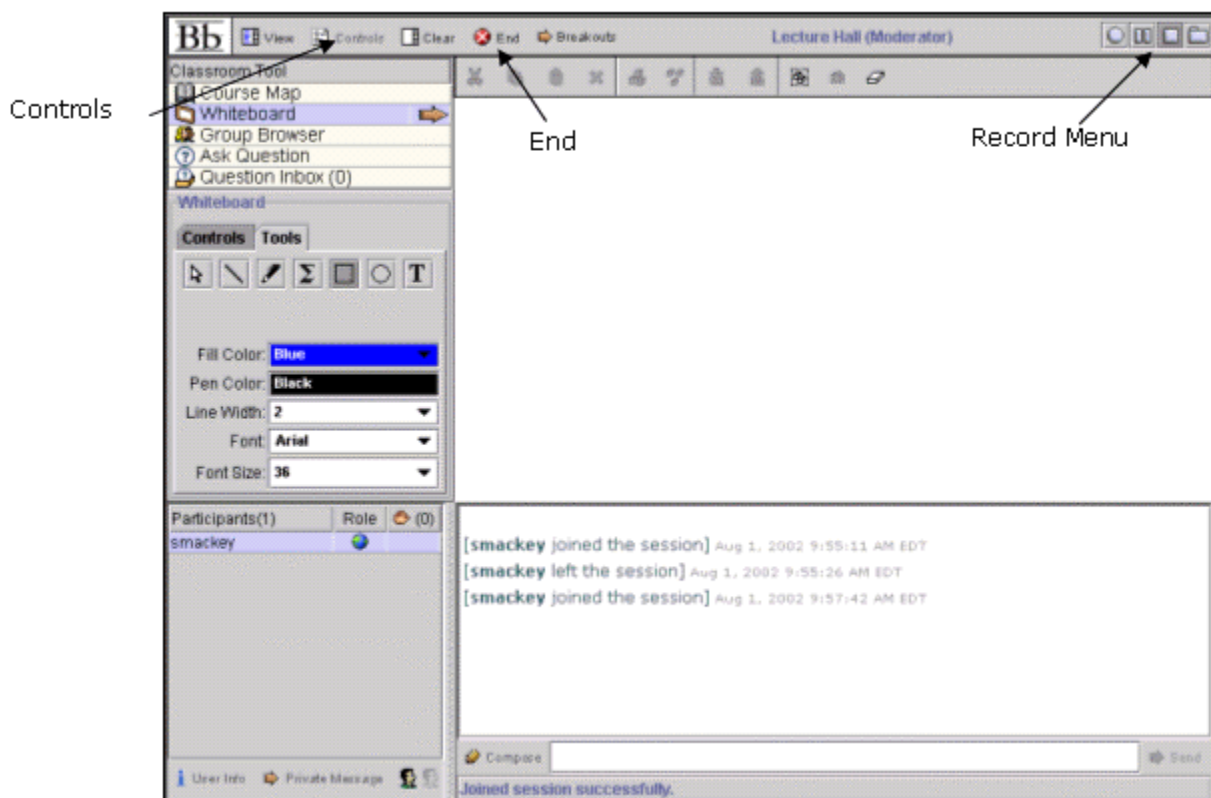 Bb View Controls Clear End Breakouts Lecture Hall (Moderator)
Classroom Tool
Course Map
Controls
Whiteboard
Group Browser
End
Record Menu
Ask Question
Question Inbox (0)
Whiteboard
Controls Tools
Σ T
Fill Color: Blue
Pen Color: Black
Line Width: 2
Font: Arial
Font Size: 36
Participants(1) Role (0)
smackey
[smackey joined the session] Aug 1, 2002 9:55:11 AM EDT
[smackey left the session] Aug 1, 2002 9:55:26 AM EDT
[smackey joined the session] Aug 1, 2002 9:57:42 AM EDT
Compose Send
User Info Private Message
Joined session successfully.